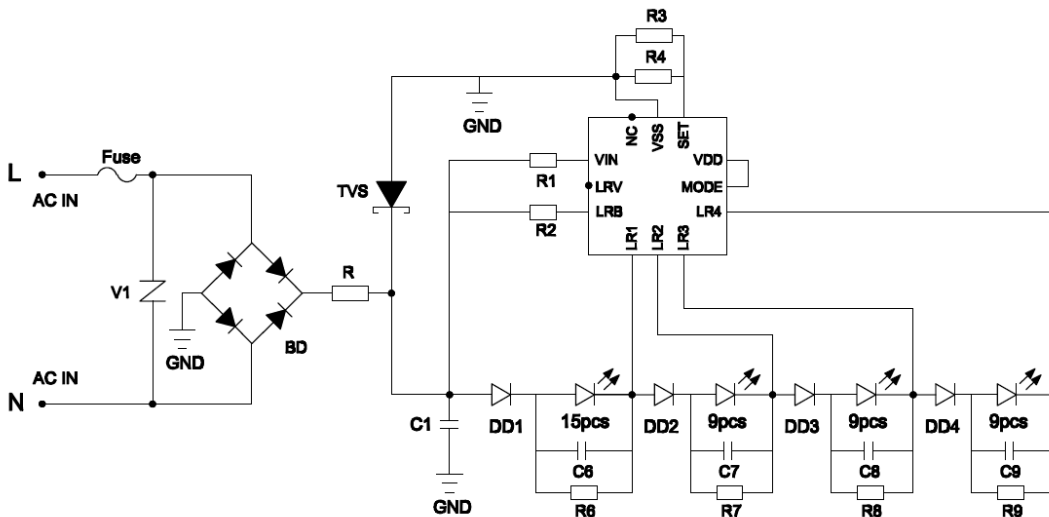 R3
R4
GND
NC
VSS
SET
Fuse
L
AC IN
TVS
R1
VIN
VDD
LRV
MODE
R2
LRB
LR4
LR1
LR2
LR3
V1
R
GND
BD
AC IN
N
C1
DD1
15pcs
DD2
9pcs
DD3
9pcs
DD4
9pcs
C6
C7
C8
C9
GND
R6
R7
R8
R9